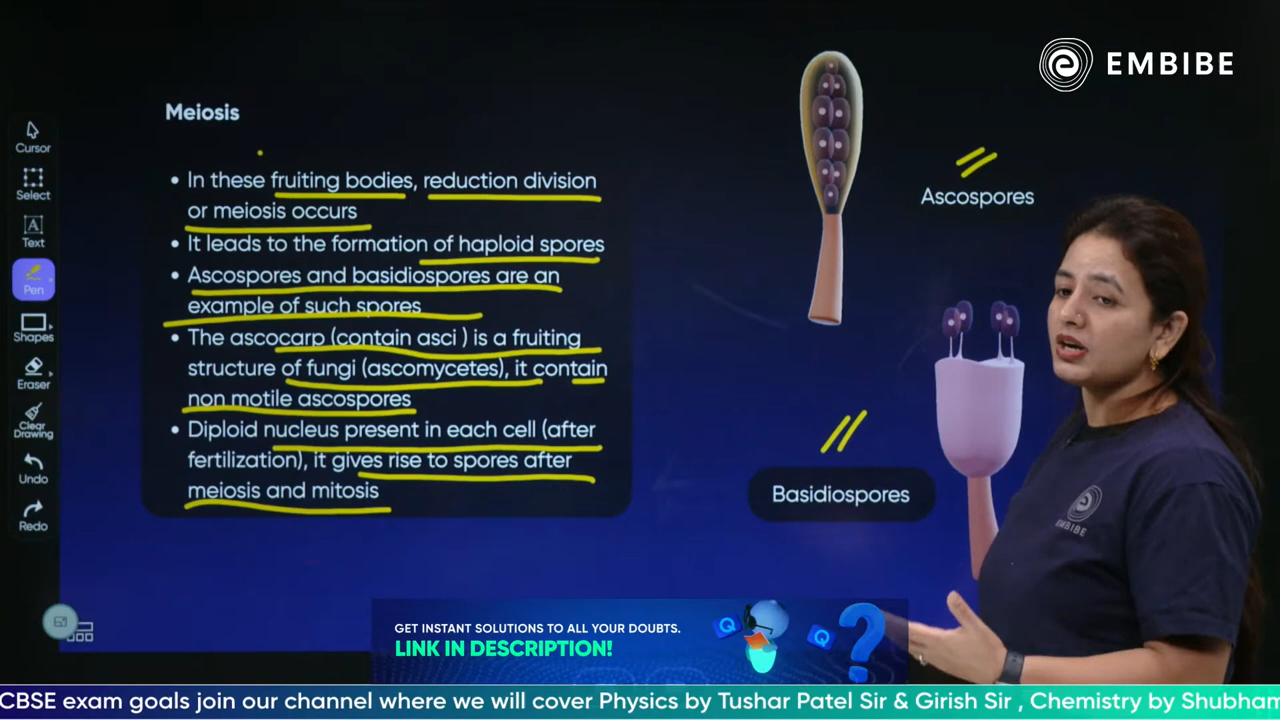 EMBIBE
Meiosis
• In these fruiting bodies, reduction division
or meiosis occurs
• It leads to the formation of haploid spores
• Ascospores and basidiospores are an
example of such spores
• The ascocarp (contain asci ) is a fruiting
structure of fungi (ascomycetes), it contain
non motile ascospores
• Diploid nucleus present in each cell (after
fertilization), it gives rise to spores after
meiosis and mitosis
Cursor
Select
A
Text
Pen
Shapes
Eraser
Clear
Drawing
Undo
Redo
Ascospores
Basidiospores
EMBIBE
GET INSTANT SOLUTIONS TO ALL YOUR DOUBTS.
LINK IN DESCRIPTION!
Q
Q
?
CBSE exam goals join our channel where we will cover Physics by Tushar Patel Sir & Girish Sir , Chemistry by Shubham